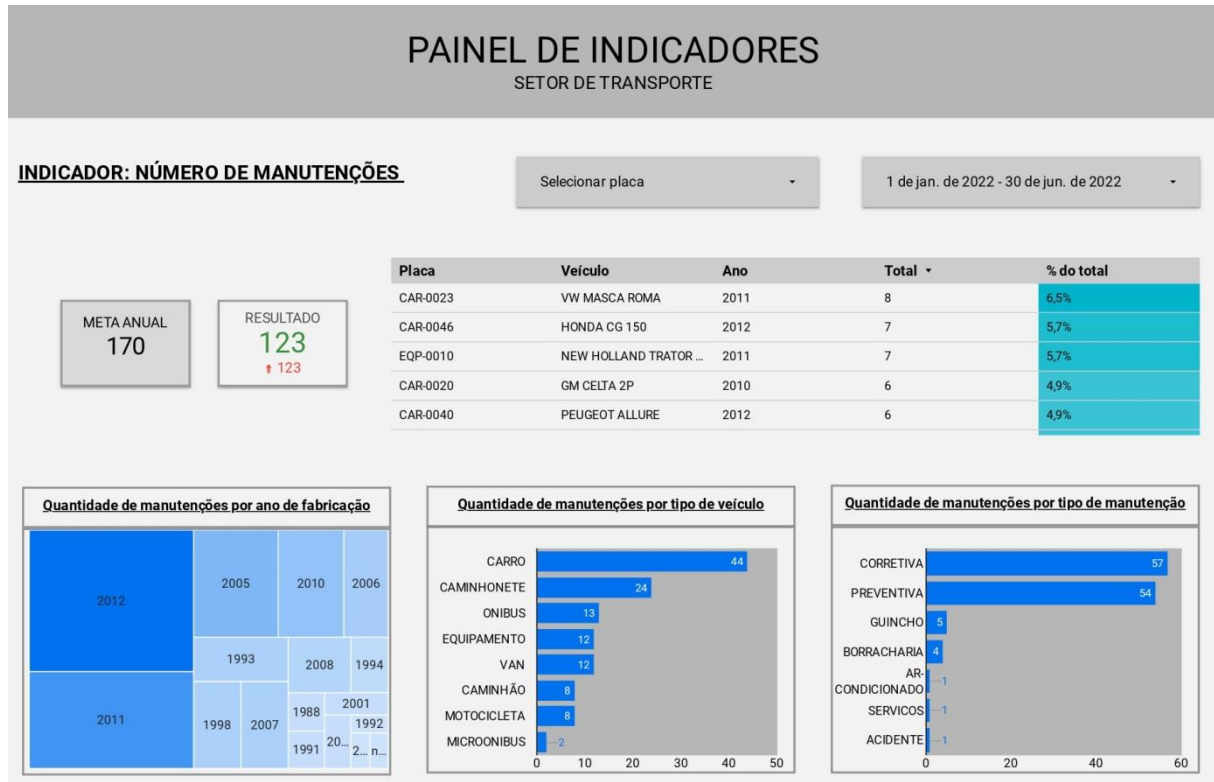 PAINEL DE INDICADORES
SETOR DE TRANSPORTE
INDICADOR: NÚMERO DE MANUTENÇÕES
Selecionar placa
1 de jan. de 2022 - 30 de jun. de 2022
META ANUAL
170
RESULTADO
123
123
Placa Veículo Ano Total % do total
CAR-0023 VW MASCA ROMA 2011 8 6,5%
CAR-0046 HONDA CG 150 2012 7 5,7%
EQP-0010 NEW HOLLAND TRATOR ... 2011 7 5,7%
CAR-0020 GM CELTA 2P 2010 6 4,9%
CAR-0040 PEUGEOT ALLURE 2012 6 4,9%
Quantidade de manutenções por ano de fabricação
2012
2005
2010
2006
1993
2008
1994
2011
1998
2007
1988
2001
1992
1991
20...
2...
n...
Quantidade de manutenções por tipo de veículo
CARRO 44
CAMINHONETE 24
ONIBUS 13
EQUIPAMENTO 12
VAN 12
CAMINHÃO 8
MOTOCICLETA 8
MICROONIBUS 2
0 10 20 30 40 50
Quantidade de manutenções por tipo de manutenção
CORRETIVA 57
PREVENTIVA 54
GUINCHO 5
BORRACHARIA 4
AR-
CONDICIONADO 1
SERVICOS 1
ACIDENTE 1
0 20 40 60